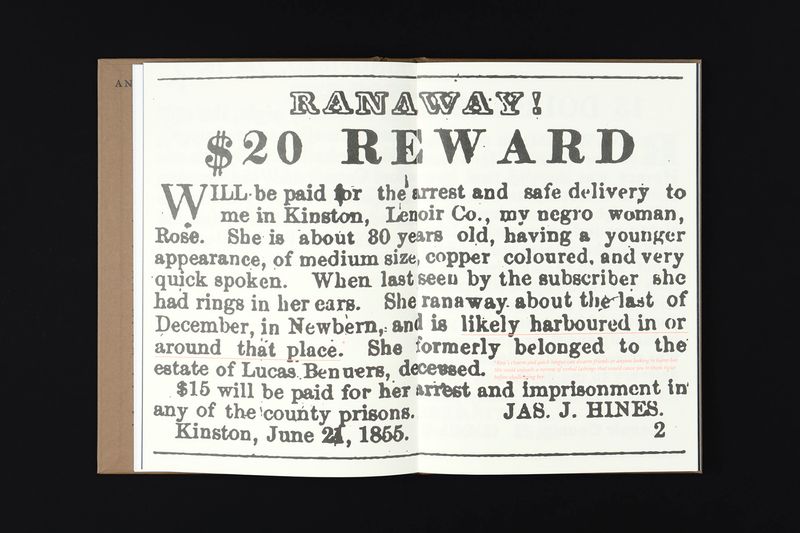 AN
RANAWAY!
$20 REWARD
WILL be paid for the arrest and safe delivery to
me in Kinston, Lenoir Co., my negro woman,
Rose. She is about 30 years old, having a younger
appearance, of medium size, copper coloured, and very
quick spoken. When last seen by the subscriber she
had rings in her ears. She ranaway about the last of
December, in Newbern, and is likely harboured in or
around that place. She formerly belonged to the
estate of Lucas Benners, deceased.
$15 will be paid for her arrest and imprisonment in
any of the county prisons. JAS. J. HINES.
Kinston, June 21, 1855. 2